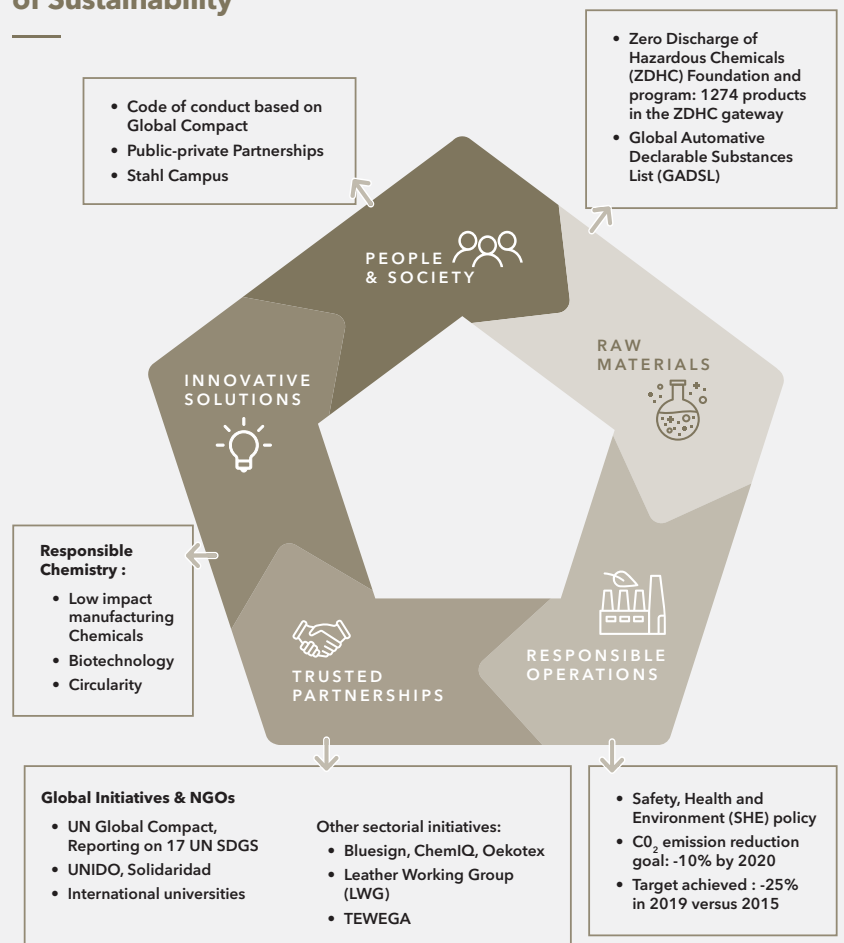 of Sustainability
• Code of conduct based on
Global Compact
• Public-private Partnerships
• Stahl Campus
• Zero Discharge of
Hazardous Chemicals
(ZDHC) Foundation and
program: 1274 products
in the ZDHC gateway
• Global Automative
Declarable Substances
List (GADSL)
PEOPLE
& SOCIETY
RAW
MATERIALS
INNOVATIVE
SOLUTIONS
Responsible
Chemistry :
• Low impact
manufacturing
Chemicals
• Biotechnology
• Circularity
TRUSTED
PARTNERSHIPS
RESPONSIBLE
OPERATIONS
Global Initiatives & NGOs
• UN Global Compact,
Reporting on 17 UN SDGS
• UNIDO, Solidaridad
• International universities
Other sectorial initiatives:
• Bluesign, ChemIQ, Oekotex
• Leather Working Group
(LWG)
• TEWEGA
• Safety, Health and
Environment (SHE) policy
• C0₂ emission reduction
goal: -10% by 2020
• Target achieved : -25%
in 2019 versus 2015